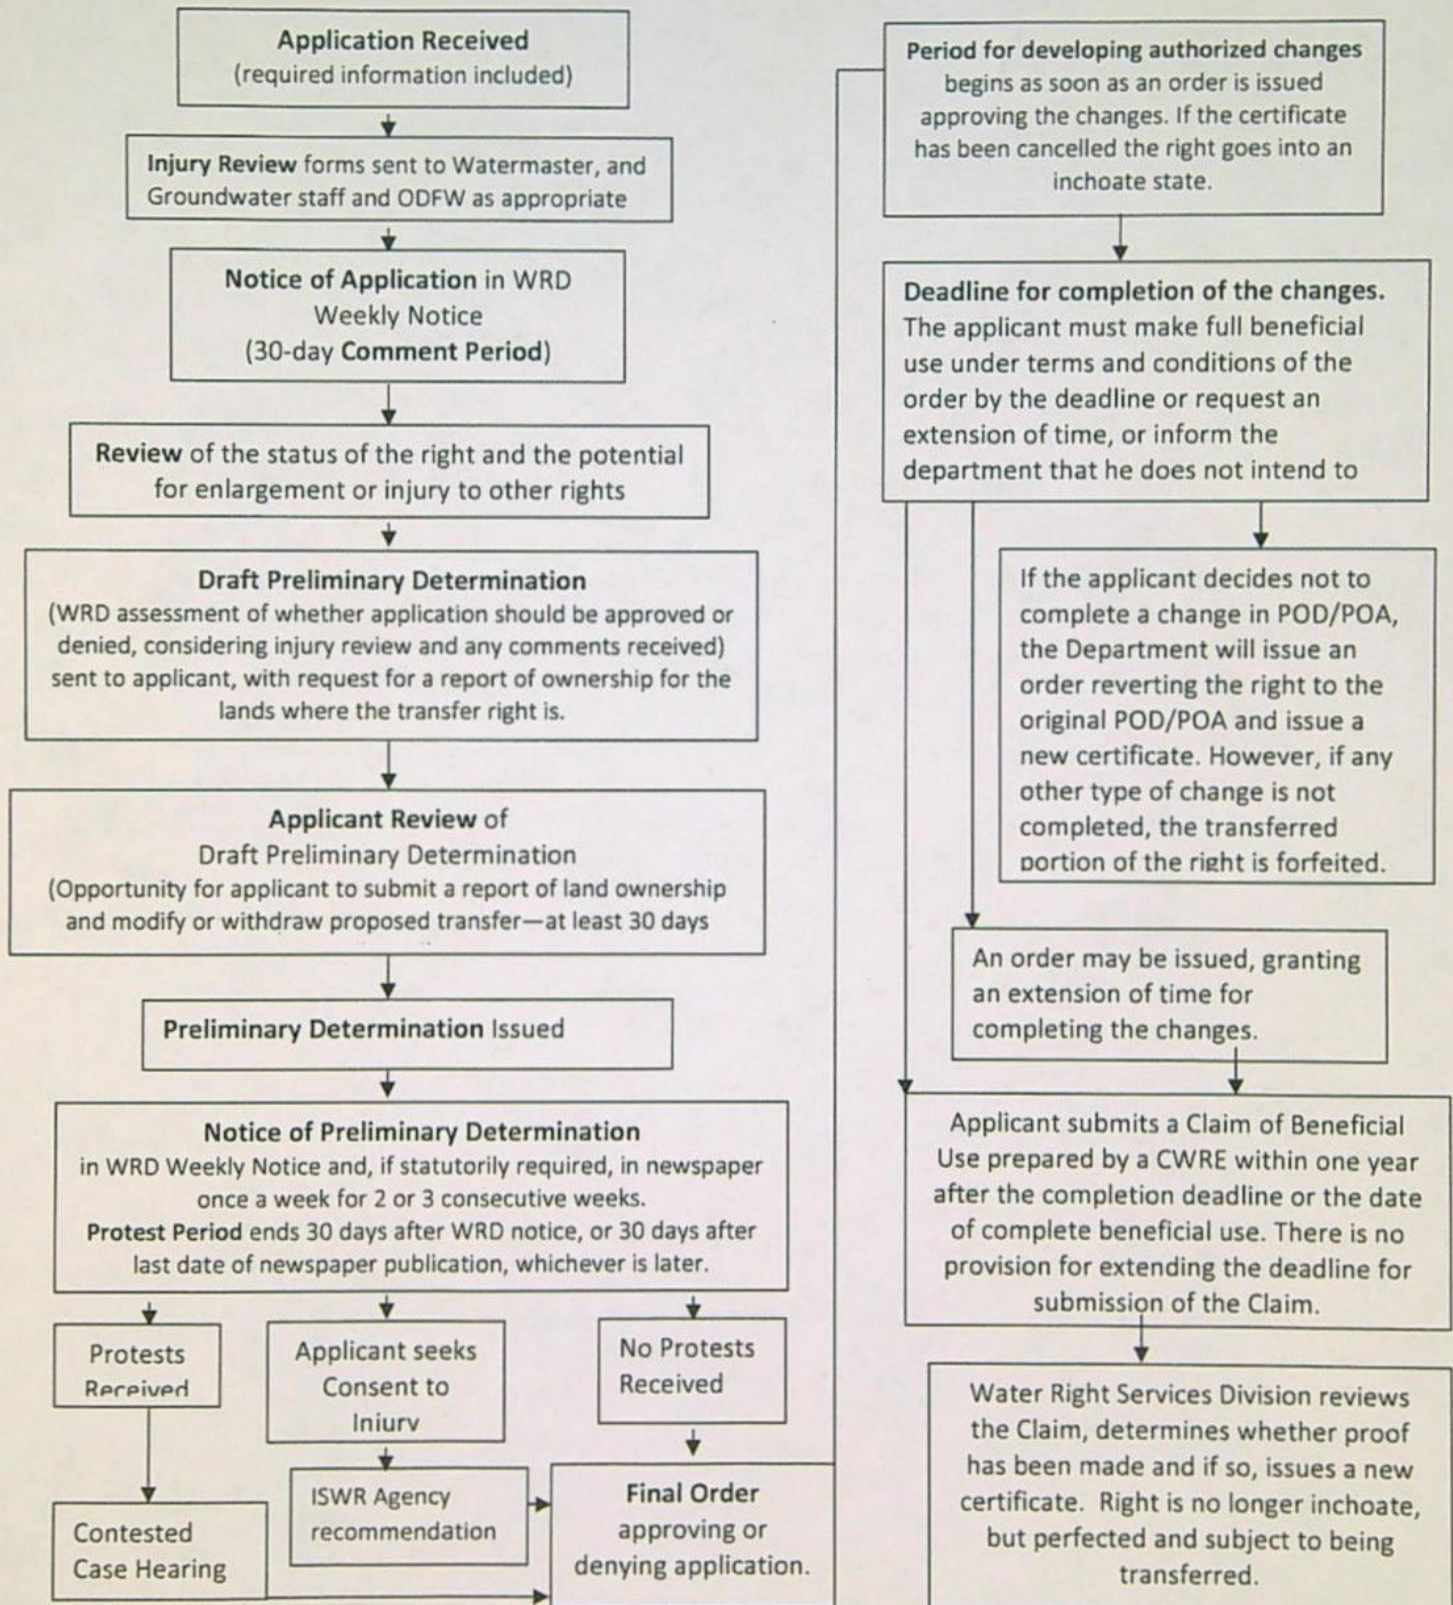 Application Received
(required information included)
Injury Review forms sent to Watermaster, and
Groundwater staff and ODFW as appropriate
Notice of Application in WRD
Weekly Notice
(30-day Comment Period)
Review of the status of the right and the potential
for enlargement or injury to other rights
Draft Preliminary Determination
(WRD assessment of whether application should be approved or
denied, considering injury review and any comments received)
sent to applicant, with request for a report of ownership for the
lands where the transfer right is.
Applicant Review of
Draft Preliminary Determination
(Opportunity for applicant to submit a report of land ownership
and modify or withdraw proposed transfer—at least 30 days
Preliminary Determination Issued
Notice of Preliminary Determination
in WRD Weekly Notice and, if statutorily required, in newspaper
once a week for 2 or 3 consecutive weeks.
Protest Period ends 30 days after WRD notice, or 30 days after
last date of newspaper publication, whichever is later.
Protests
Received
Applicant seeks
Consent to
Injury
No Protests
Received
Contested
Case Hearing
ISWR Agency
recommendation
Final Order
approving or
denying application.
Period for developing authorized changes
begins as soon as an order is issued
approving the changes. If the certificate
has been cancelled the right goes into an
inchoate state.
Deadline for completion of the changes.
The applicant must make full beneficial
use under terms and conditions of the
order by the deadline or request an
extension of time, or inform the
department that he does not intend to
If the applicant decides not to
complete a change in POD/POA,
the Department will issue an
order reverting the right to the
original POD/POA and issue a
new certificate. However, if any
other type of change is not
completed, the transferred
portion of the right is forfeited.
An order may be issued, granting
an extension of time for
completing the changes.
Applicant submits a Claim of Beneficial
Use prepared by a CWRE within one year
after the completion deadline or the date
of complete beneficial use. There is no
provision for extending the deadline for
submission of the Claim.
Water Right Services Division reviews
the Claim, determines whether proof
has been made and if so, issues a new
certificate. Right is no longer inchoate,
but perfected and subject to being
transferred.